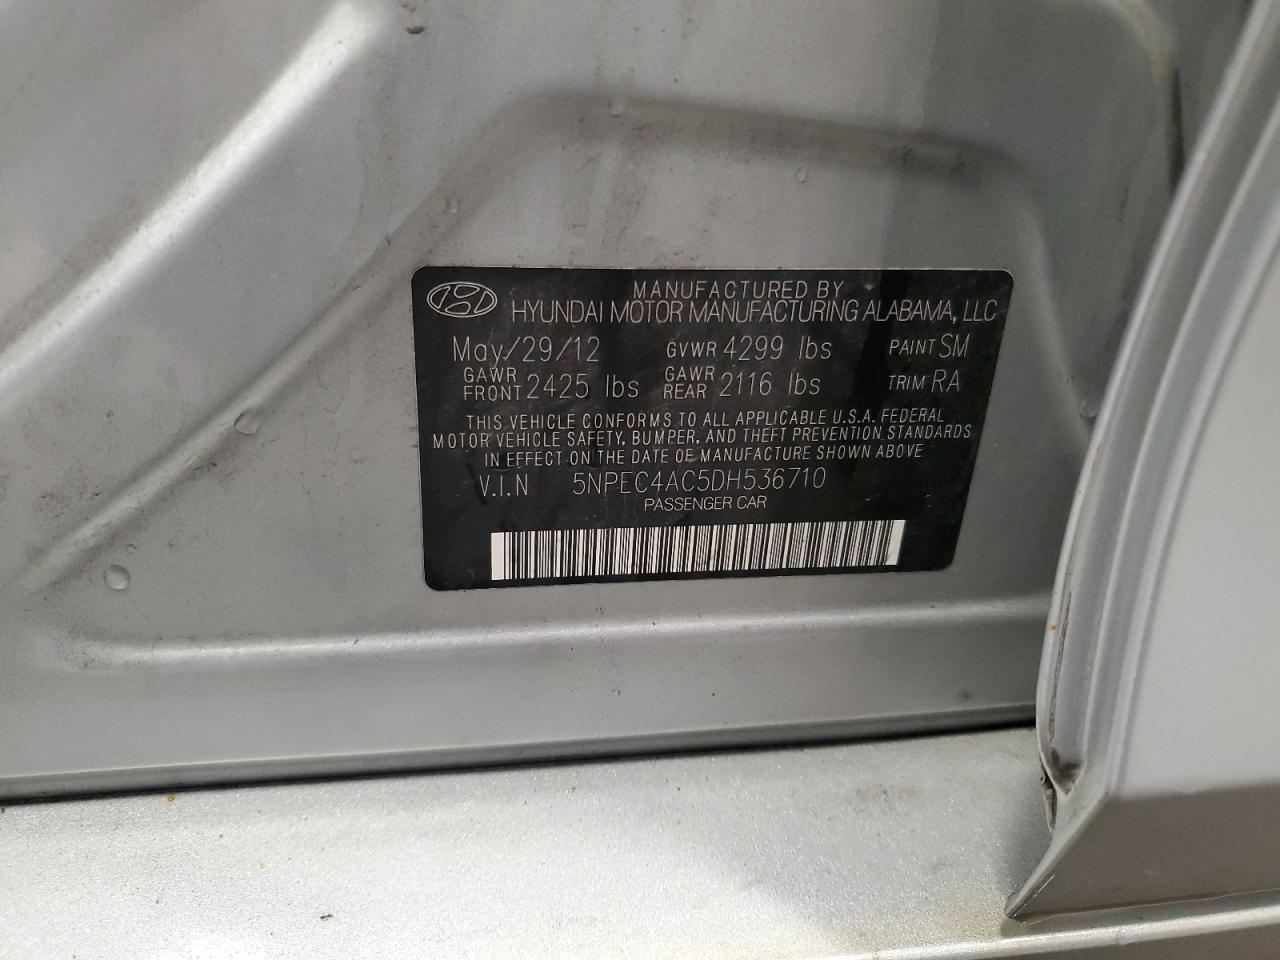 MANUFACTURED BY
HYUNDAI MOTOR MANUFACTURING ALABAMA, LLC
May/29/12 GVWR 4299 lbs PAINT SM
GAWR FRONT 2425 lbs GAWR REAR 2116 lbs TRIM RA
THIS VEHICLE CONFORMS TO ALL APPLICABLE U.S.A. FEDERAL
MOTOR VEHICLE SAFETY, BUMPER, AND THEFT PREVENTION STANDARDS
IN EFFECT ON THE DATE OF MANUFACTURE SHOWN ABOVE
V.I.N 5NPEC4AC5DH536710
PASSENGER CAR